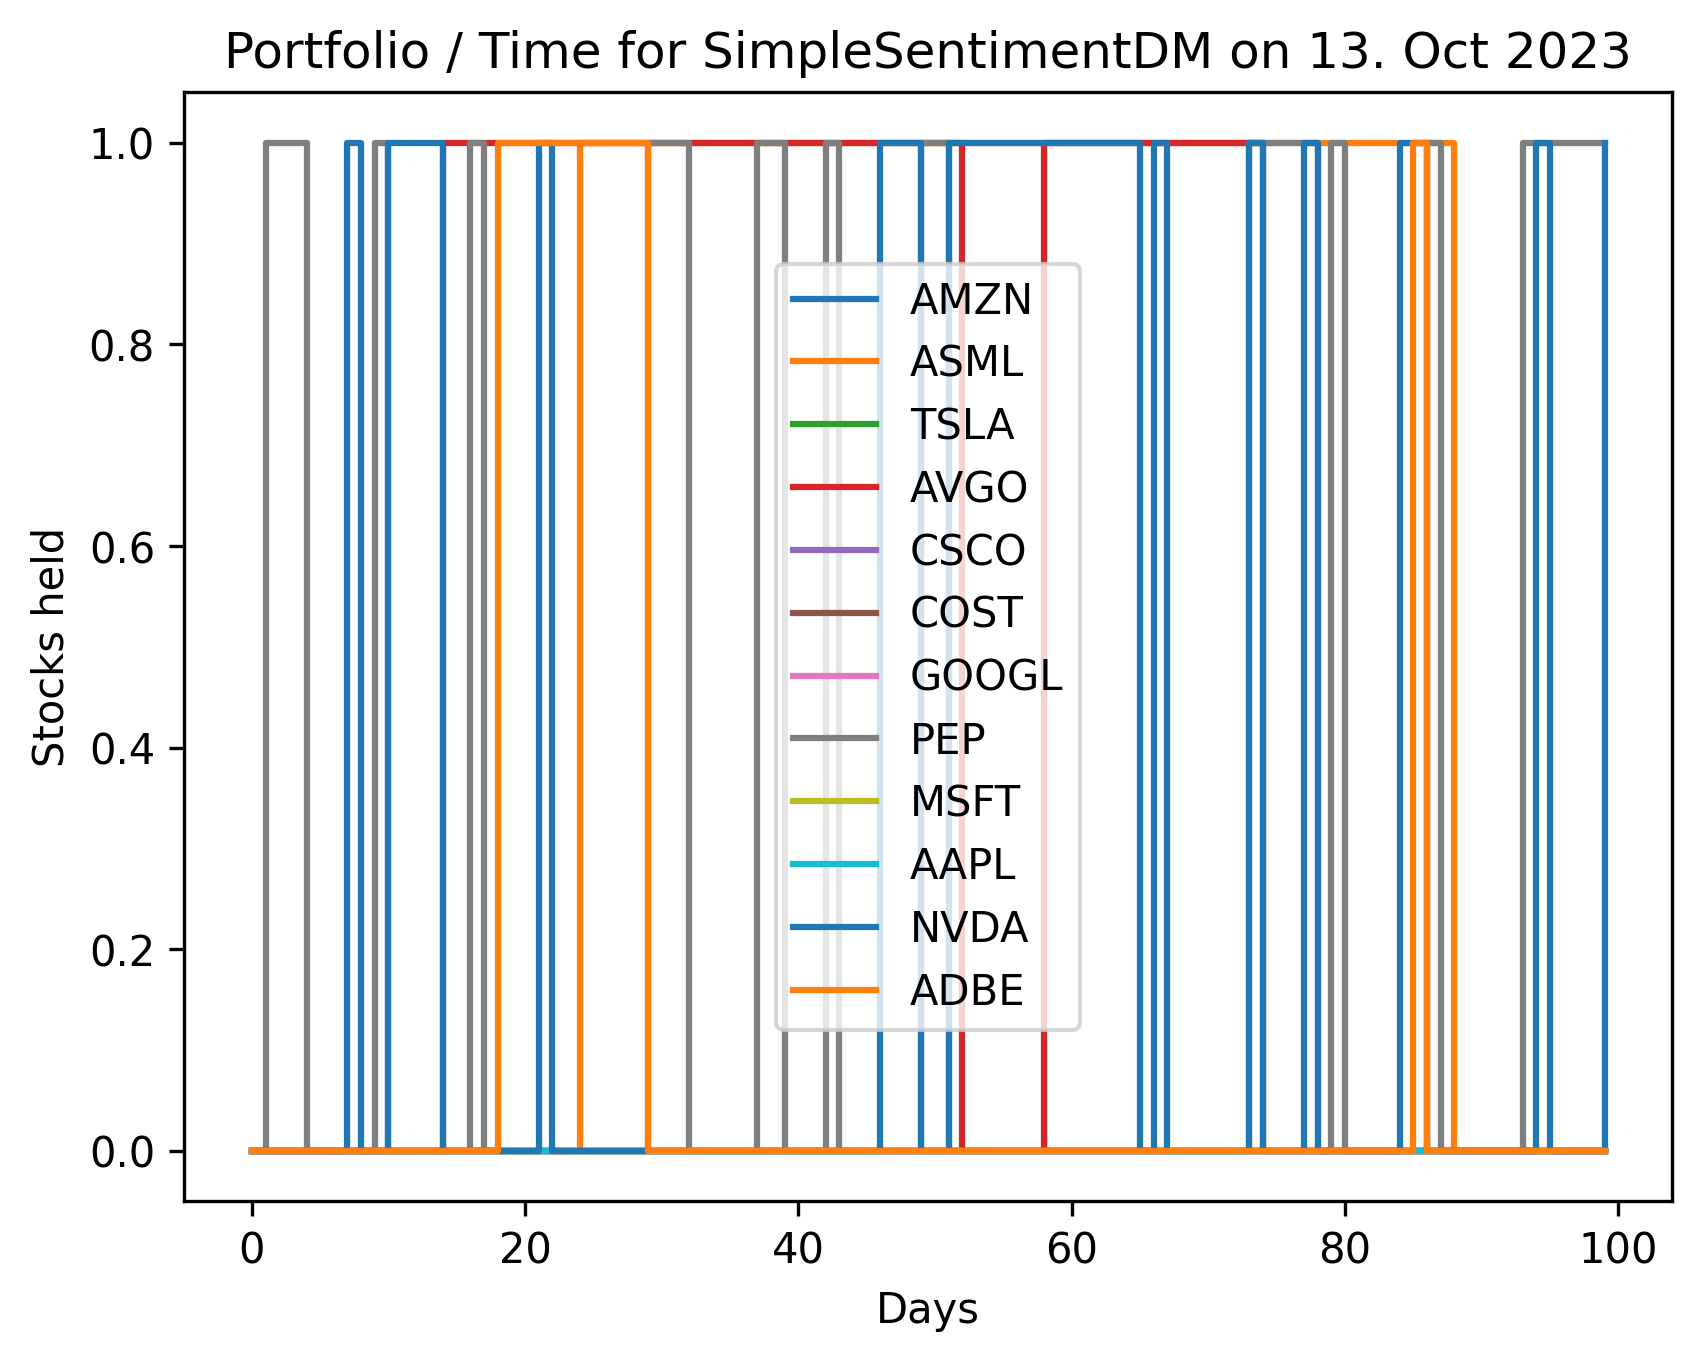 Portfolio / Time for SimpleSentimentDM on 13. Oct 2023
1.0
0.8
0.6
0.4
0.2
0.0
Stocks held
AMZN
ASML
TSLA
AVGO
CSCO
COST
GOOGL
PEP
MSFT
AAPL
NVDA
ADBE
0 20 40 60 80 100
Days